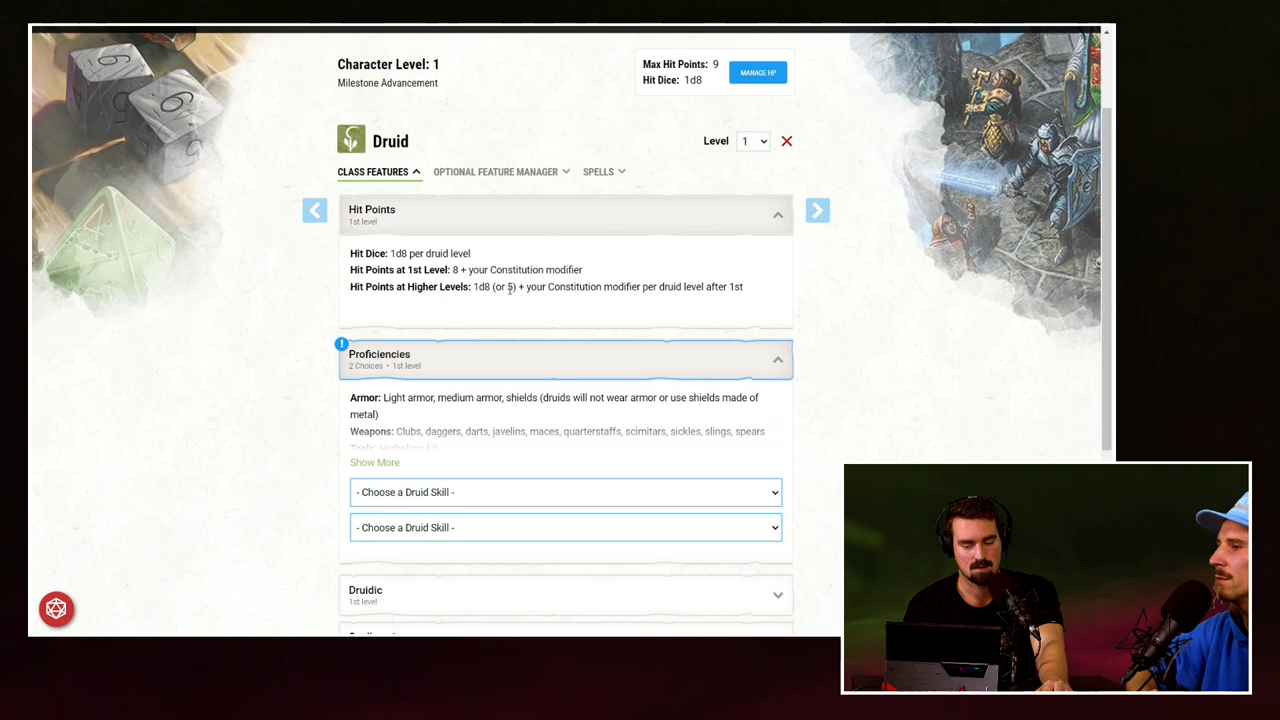 Character Level: 1
Milestone Advancement
Max Hit Points: 9
Hit Dice: 1d8
MANAGE HP
Druid
Level 1
CLASS FEATURES
OPTIONAL FEATURE MANAGER
SPELLS
Hit Points
1st level
Hit Dice: 1d8 per druid level
Hit Points at 1st Level: 8 + your Constitution modifier
Hit Points at Higher Levels: 1d8 (or 5) + your Constitution modifier per druid level after 1st
!
Proficiencies
2 Choices • 1st level
Armor: Light armor, medium armor, shields (druids will not wear armor or use shields made of
metal)
Weapons: Clubs, daggers, darts, javelins, maces, quarterstaffs, scimitars, sickles, slings, spears
Tools: Herbalism kit
Show More
- Choose a Druid Skill -
- Choose a Druid Skill -
Druidic
1st level